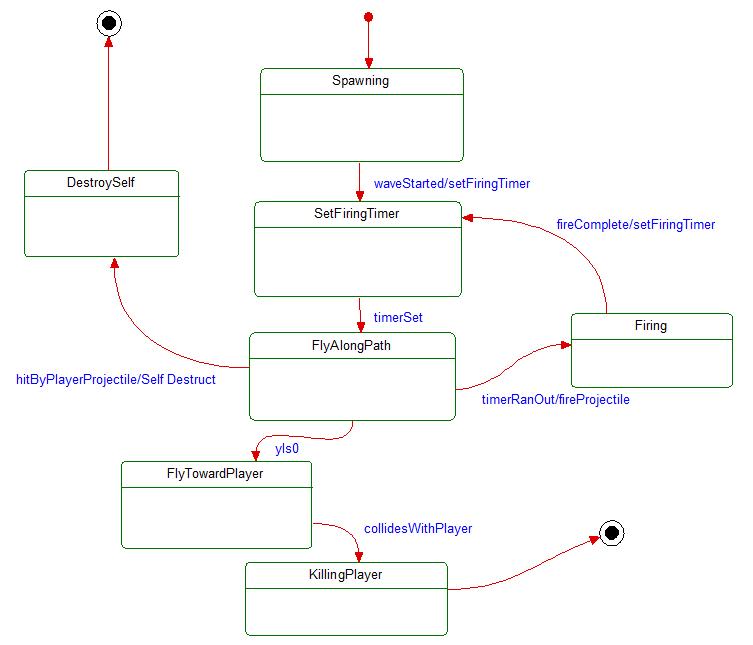 Spawning
waveStarted/setFiringTimer
DestroySelf
SetFiringTimer
fireComplete/setFiringTimer
timerSet
Firing
FlyAlongPath
hitByPlayerProjectile/Self Destruct
timerRanOut/fireProjectile
yIs0
FlyTowardPlayer
collidesWithPlayer
KillingPlayer